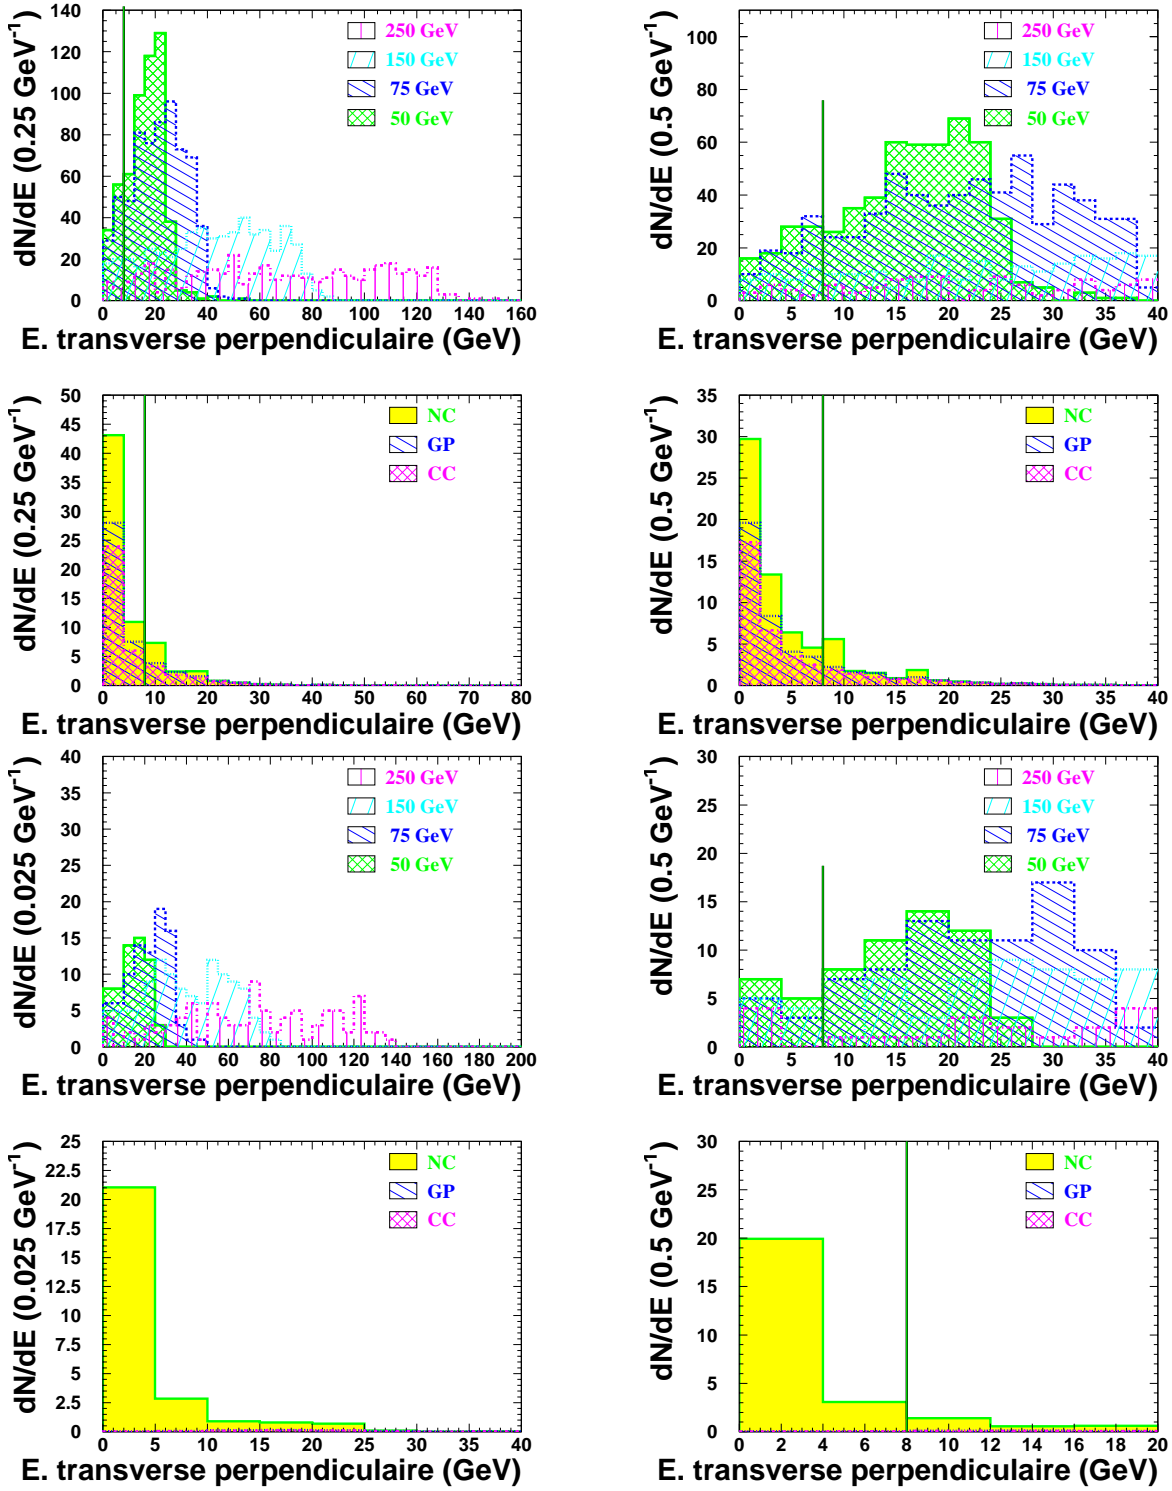 dN/dE (0.25 GeV-1)
140
120
100
80
60
40
20
0
250 GeV
150 GeV
75 GeV
50 GeV
0 20 40 60 80 100 120 140 160
E. transverse perpendiculaire (GeV)
dN/dE (0.5 GeV-1)
100
80
60
40
20
0
250 GeV
150 GeV
75 GeV
50 GeV
0 5 10 15 20 25 30 35 40
E. transverse perpendiculaire (GeV)
dN/dE (0.25 GeV-1)
50
45
40
35
30
25
20
15
10
5
0
NC
GP
CC
0 10 20 30 40 50 60 70 80
E. transverse perpendiculaire (GeV)
dN/dE (0.5 GeV-1)
35
30
25
20
15
10
5
0
NC
GP
CC
0 5 10 15 20 25 30 35 40
E. transverse perpendiculaire (GeV)
dN/dE (0.025 GeV-1)
40
35
30
25
20
15
10
5
0
250 GeV
150 GeV
75 GeV
50 GeV
0 20 40 60 80 100 120 140 160 180 200
E. transverse perpendiculaire (GeV)
dN/dE (0.5 GeV-1)
30
25
20
15
10
5
0
250 GeV
150 GeV
75 GeV
50 GeV
0 5 10 15 20 25 30 35 40
E. transverse perpendiculaire (GeV)
dN/dE (0.025 GeV-1)
25
22.5
20
17.5
15
12.5
10
7.5
5
2.5
0
NC
GP
CC
0 5 10 15 20 25 30 35 40
E. transverse perpendiculaire (GeV)
dN/dE (0.5 GeV-1)
30
25
20
15
10
5
0
NC
GP
CC
0 2 4 6 8 10 12 14 16 18 20
E. transverse perpendiculaire (GeV)